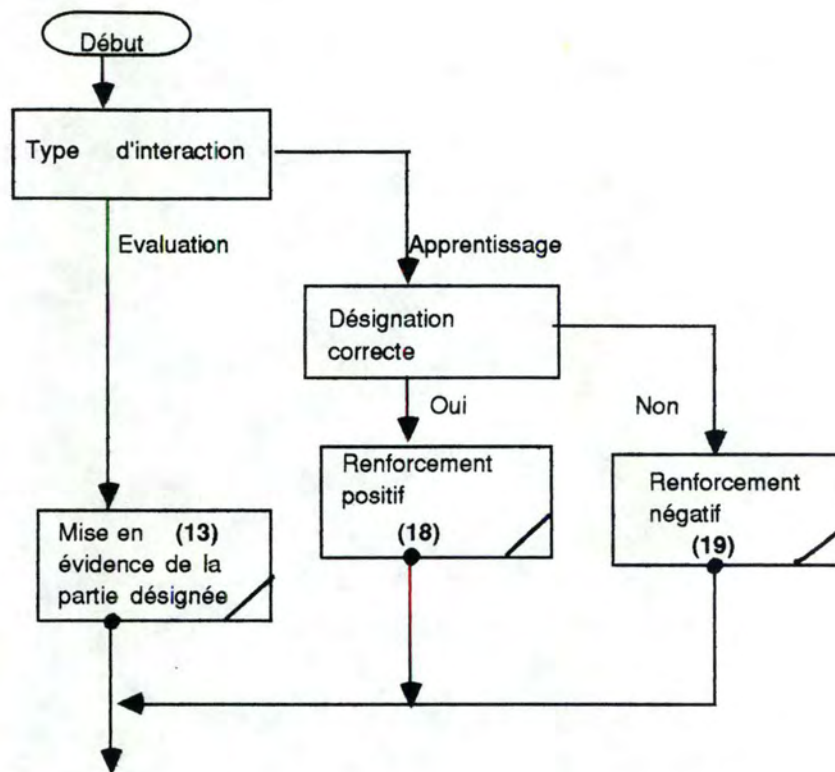 Début
Type d'interaction
Evaluation
Apprentissage
Désignation
correcte
Oui
Non
Renforcement
positif
(18)
Renforcement
négatif
(19)
Mise en (13)
évidence de la
partie désignée